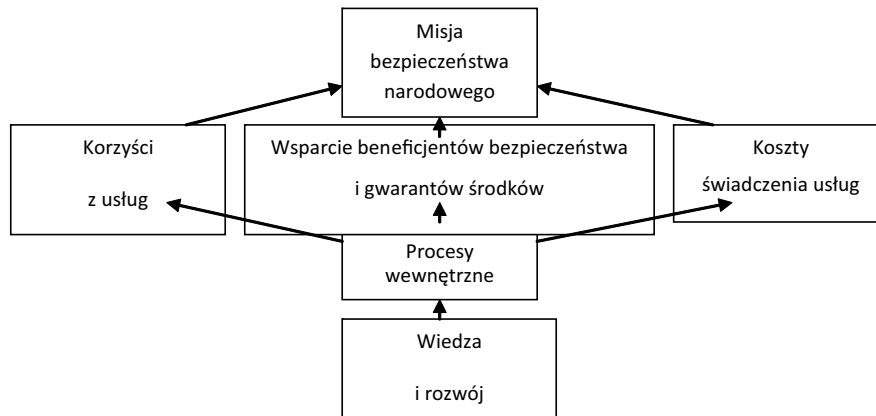 Misja
bezpieczeństwa
narodowego
Korzyści
z usług
Wsparcie beneficjentów bezpieczeństwa
i gwarantów środków
Koszty
świadczenia usług
Procesy
wewnętrzne
Wiedza
i rozwój